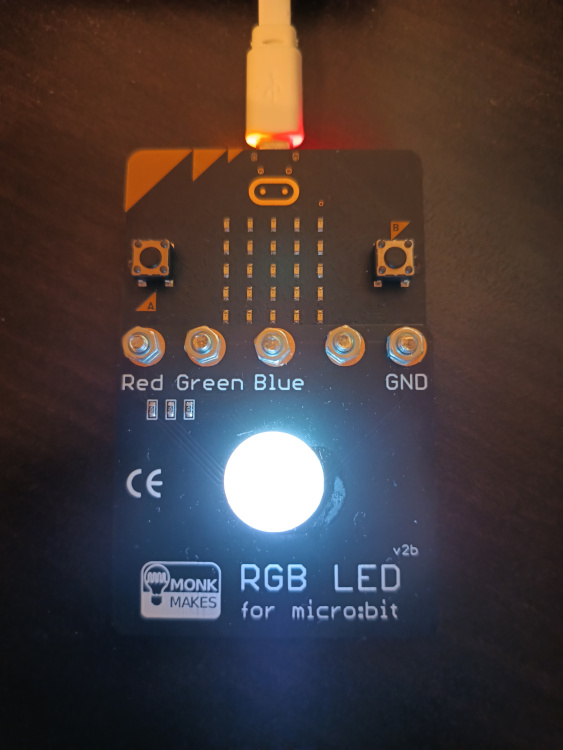 B
A
Red Green Blue GND
CE
v2b
MONK
MAKES
RGB LED
for micro:bit